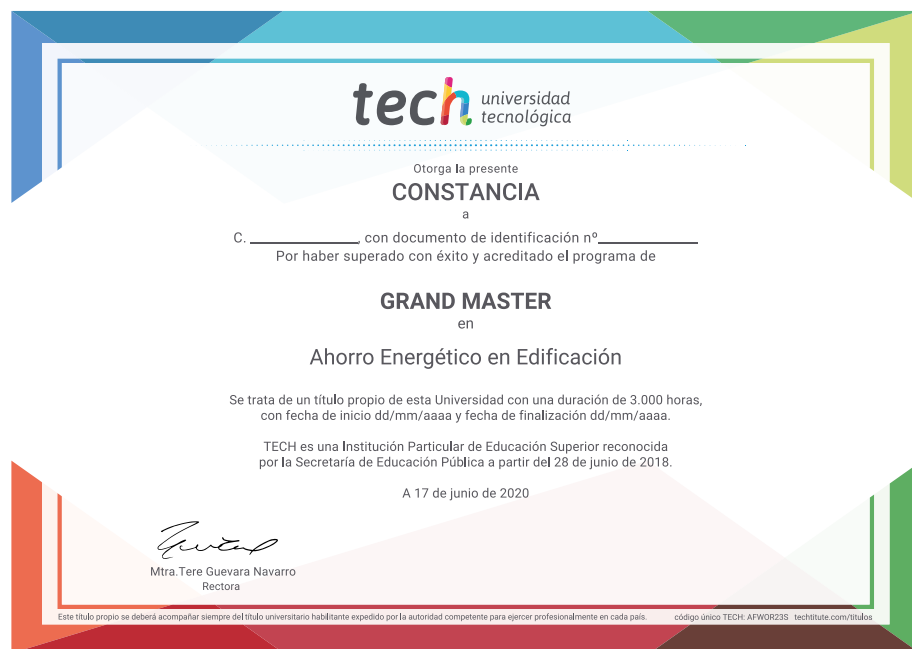 tech universidad
tecnológica
Otorga la presente
CONSTANCIA
a
C. ______________, con documento de identificación nº______________
Por haber superado con éxito y acreditado el programa de
GRAND MASTER
en
Ahorro Energético en Edificación
Se trata de un título propio de esta Universidad con una duración de 3.000 horas,
con fecha de inicio dd/mm/aaaa y fecha de finalización dd/mm/aaaa.
TECH es una Institución Particular de Educación Superior reconocida
por la Secretaría de Educación Pública a partir del 28 de junio de 2018.
A 17 de junio de 2020
Mtra.Tere Guevara Navarro
Rectora
Este título propio se deberá acompañar siempre del título universitario habilitante expedido por la autoridad competente para ejercer profesionalmente en cada país. código único TECH: AFWOR23S techtitute.com/titulos